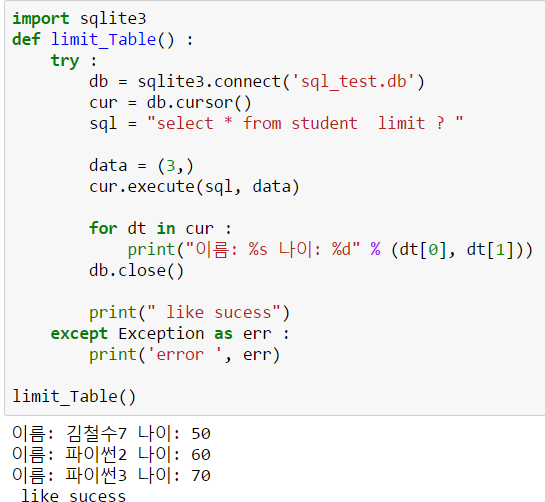 import sqlite3
def limit_Table() :
    try :
        db = sqlite3.connect('sql_test.db')
        cur = db.cursor()
        sql = "select * from student  limit ? "

        data = (3,)
        cur.execute(sql, data)

        for dt in cur :
            print("이름: %s 나이: %d" % (dt[0], dt[1]))
        db.close()

        print(" like sucess")
    except Exception as err :
        print('error ', err)

limit_Table()
이름: 김철수7 나이: 50
이름: 파이썬2 나이: 60
이름: 파이썬3 나이: 70
 like sucess